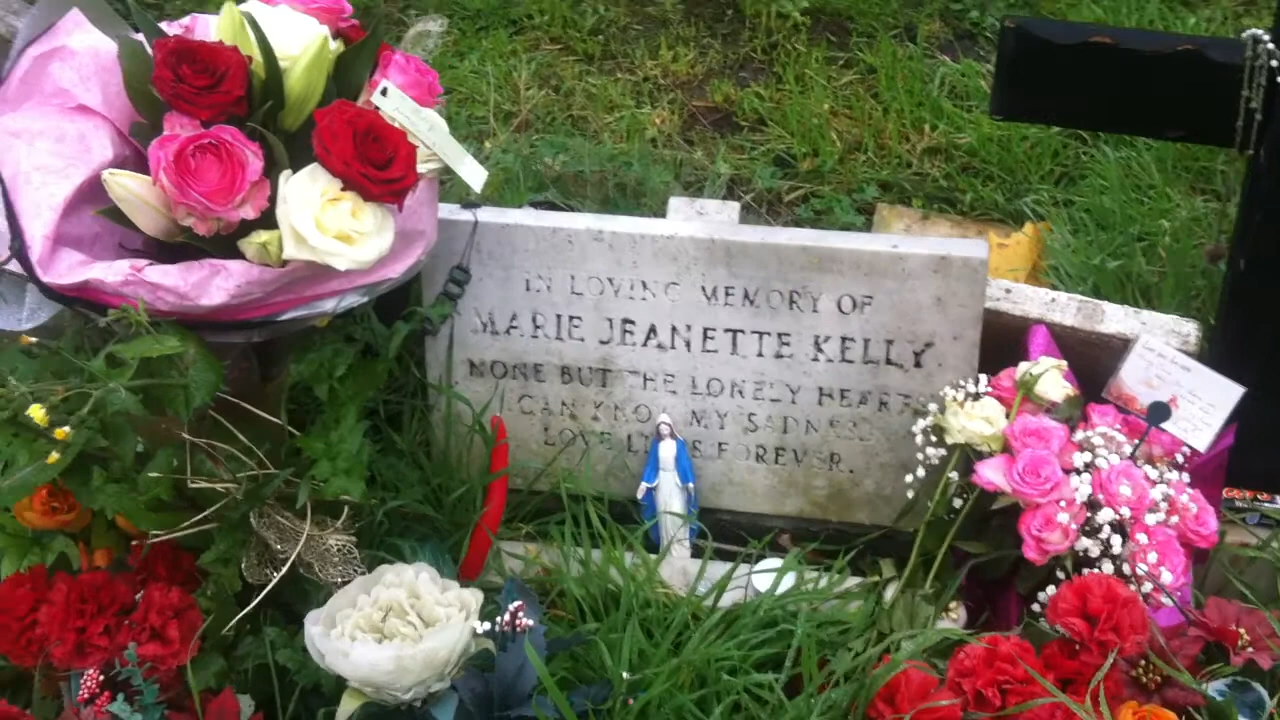 IN LOVING MEMORY OF
MARIE JEANETTE KELLY.
NONE BUT THE LONELY HEARTS
CAN KNOW MY SADNESS
LOVE LIVES FOREVER.